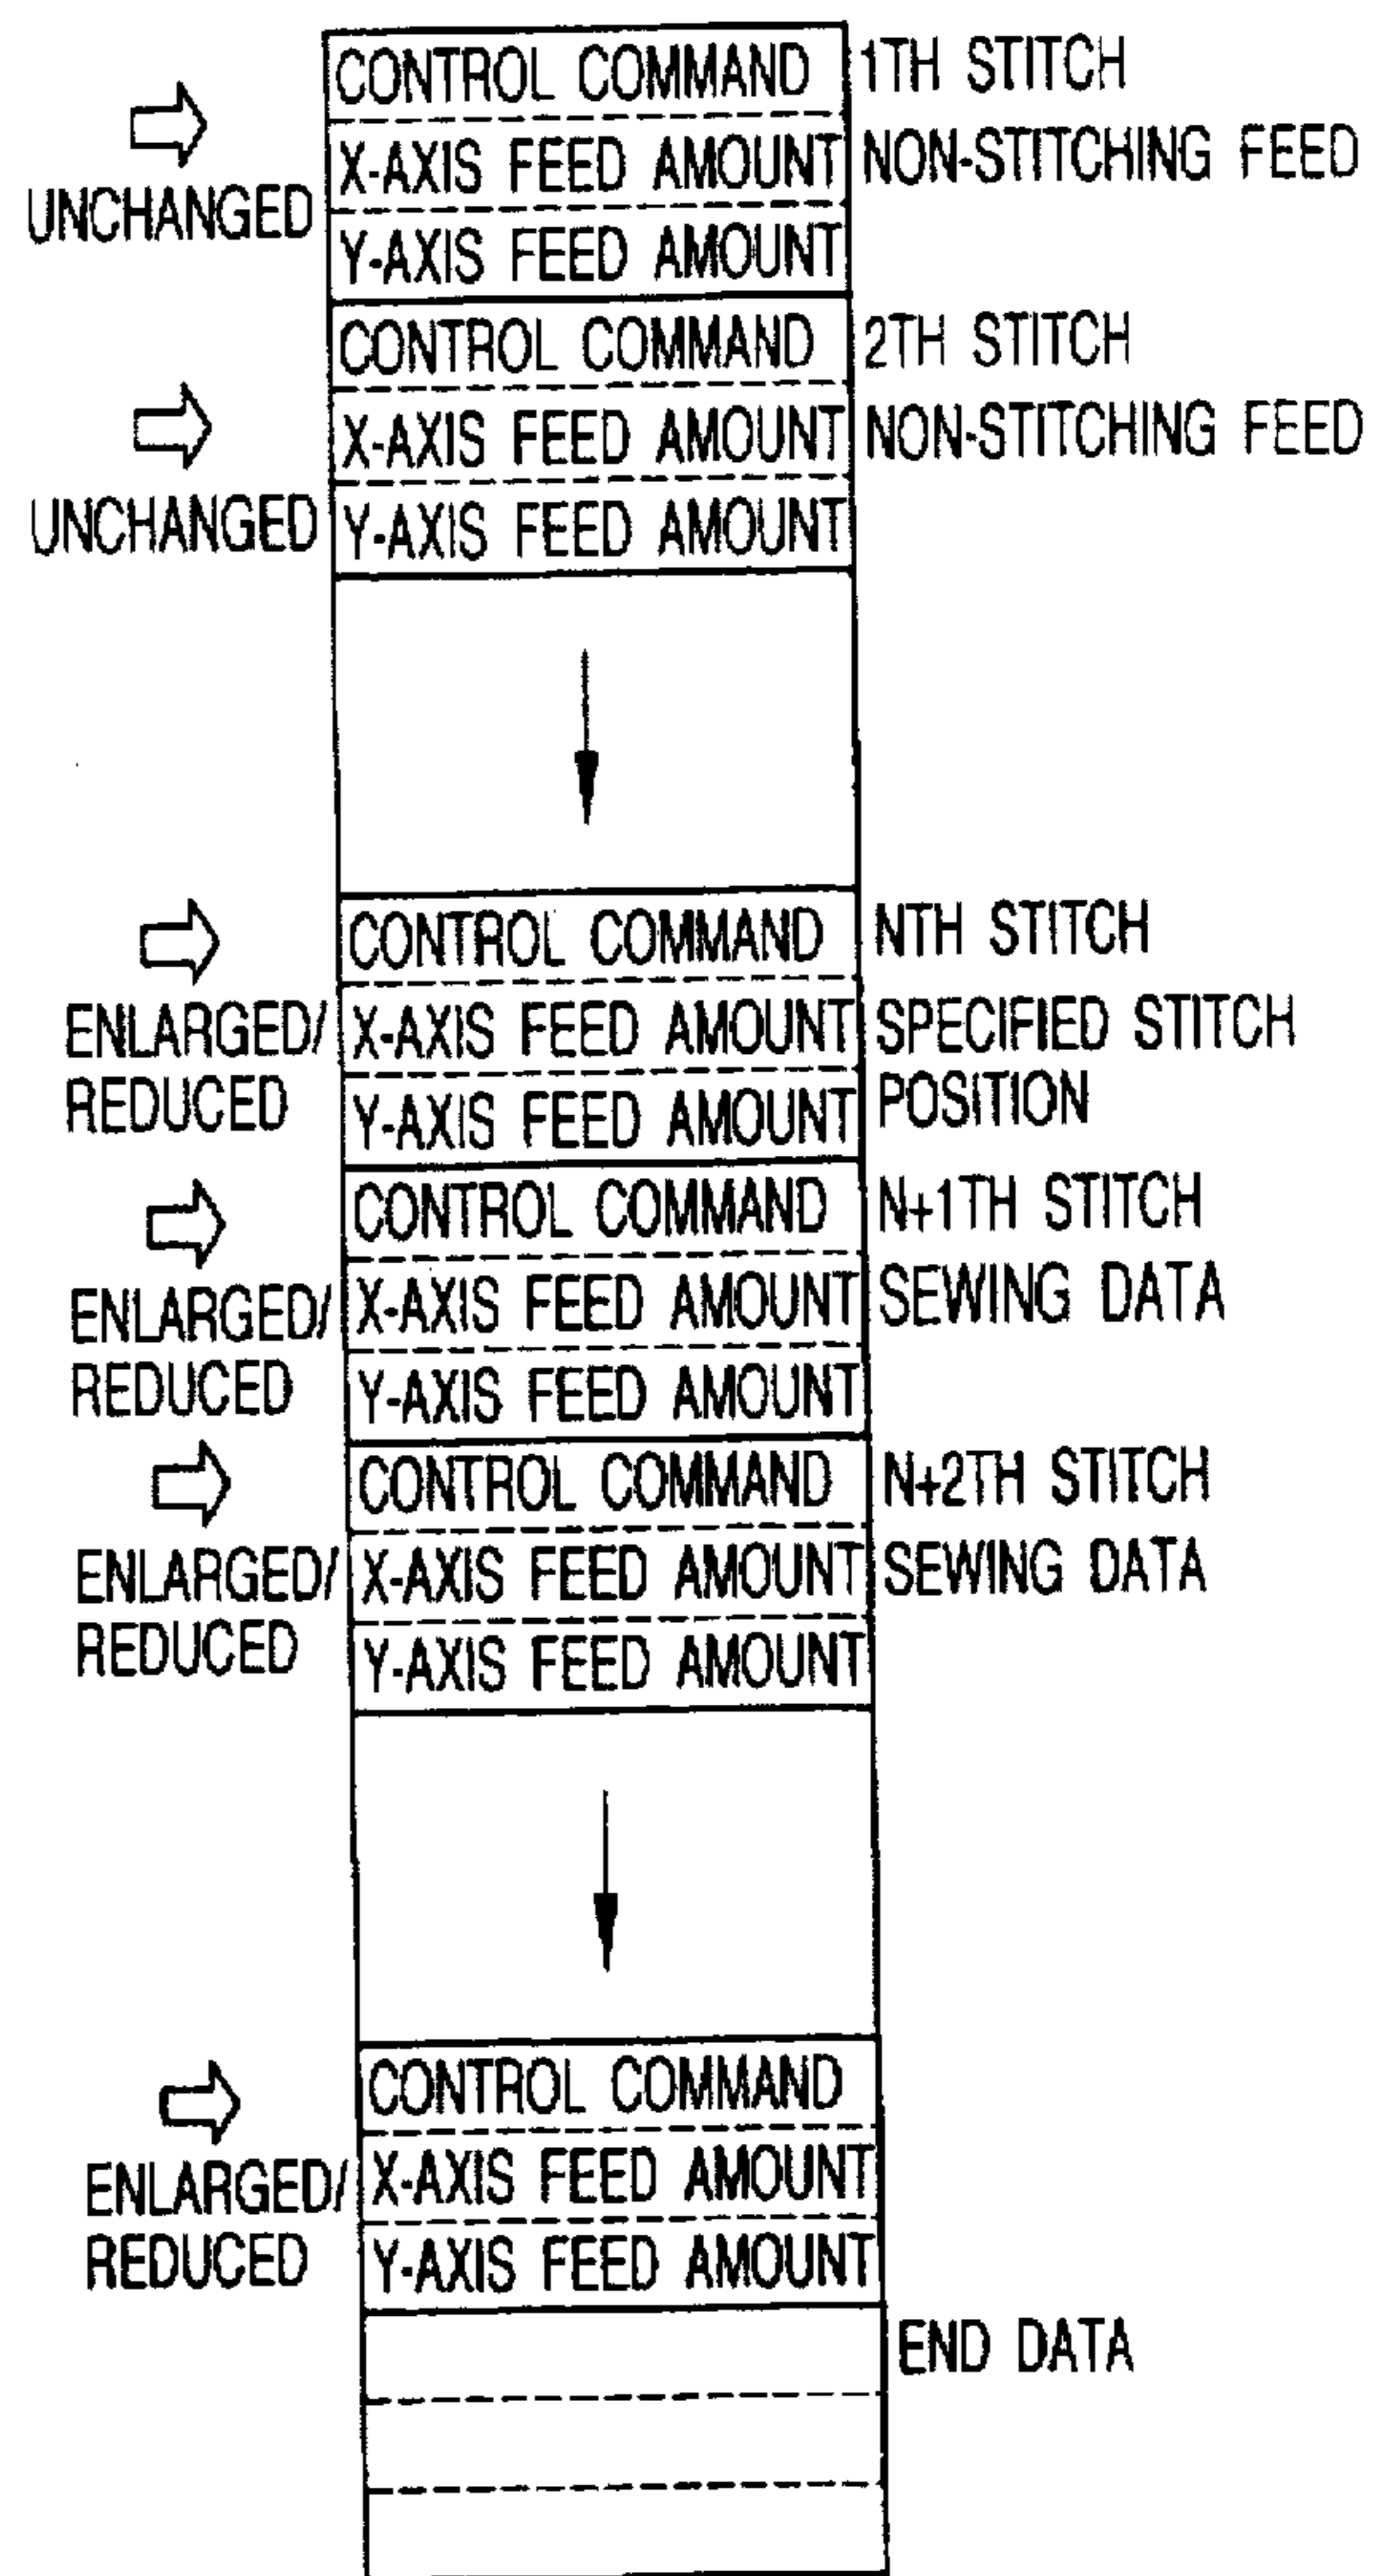 CONTROL COMMAND 1TH STITCH
X-AXIS FEED AMOUNT NON-STITCHING FEED
UNCHANGED
Y-AXIS FEED AMOUNT
CONTROL COMMAND 2TH STITCH
X-AXIS FEED AMOUNT NON-STITCHING FEED
UNCHANGED Y-AXIS FEED AMOUNT
CONTROL COMMAND NTH STITCH
ENLARGED/ X-AXIS FEED AMOUNT SPECIFIED STITCH
REDUCED Y-AXIS FEED AMOUNT POSITION
CONTROL COMMAND N+1TH STITCH
ENLARGED/ X-AXIS FEED AMOUNT SEWING DATA
REDUCED Y-AXIS FEED AMOUNT
CONTROL COMMAND N+2TH STITCH
ENLARGED/ X-AXIS FEED AMOUNT SEWING DATA
REDUCED Y-AXIS FEED AMOUNT
CONTROL COMMAND
ENLARGED/ X-AXIS FEED AMOUNT
REDUCED Y-AXIS FEED AMOUNT
END DATA